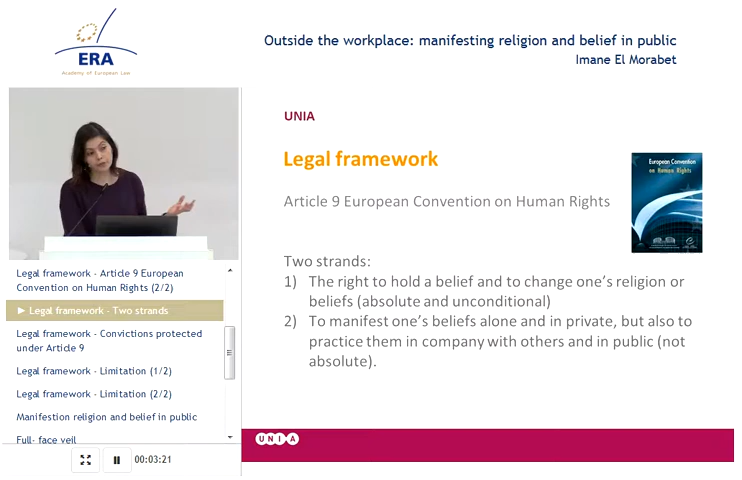 ERA
Academy of European Law
Outside the workplace: manifesting religion and belief in public
Imane El Morabet
Legal framework - Article 9 European
Convention on Human Rights (2/2)
► Legal framework - Two strands
Legal framework - Convictions protected
under Article 9
Legal framework - Limitation (1/2)
Legal framework - Limitation (2/2)
Manifestion religion and belief in public
Full- face veil
00:03:21
UNIA
Legal framework
Article 9 European Convention on Human Rights
European Convention
on Human Rights
Two strands:
1) The right to hold a belief and to change one’s religion or
beliefs (absolute and unconditional)
2) To manifest one’s beliefs alone and in private, but also to
practice them in company with others and in public (not
absolute).
UNIA